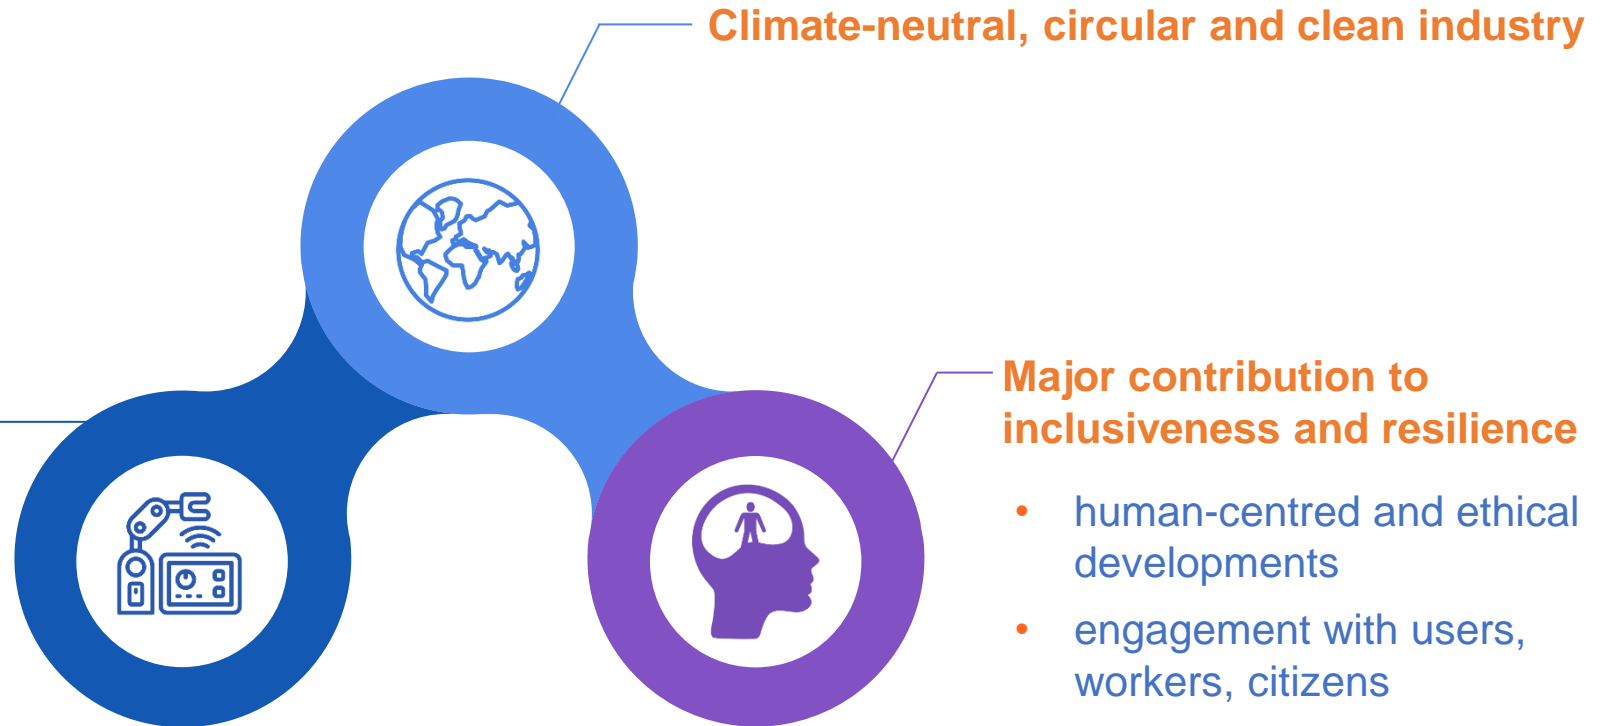 Climate-neutral, circular and clean industry
Major contribution to
inclusiveness and resilience
• human-centred and ethical
developments
• engagement with users,
workers, citizens